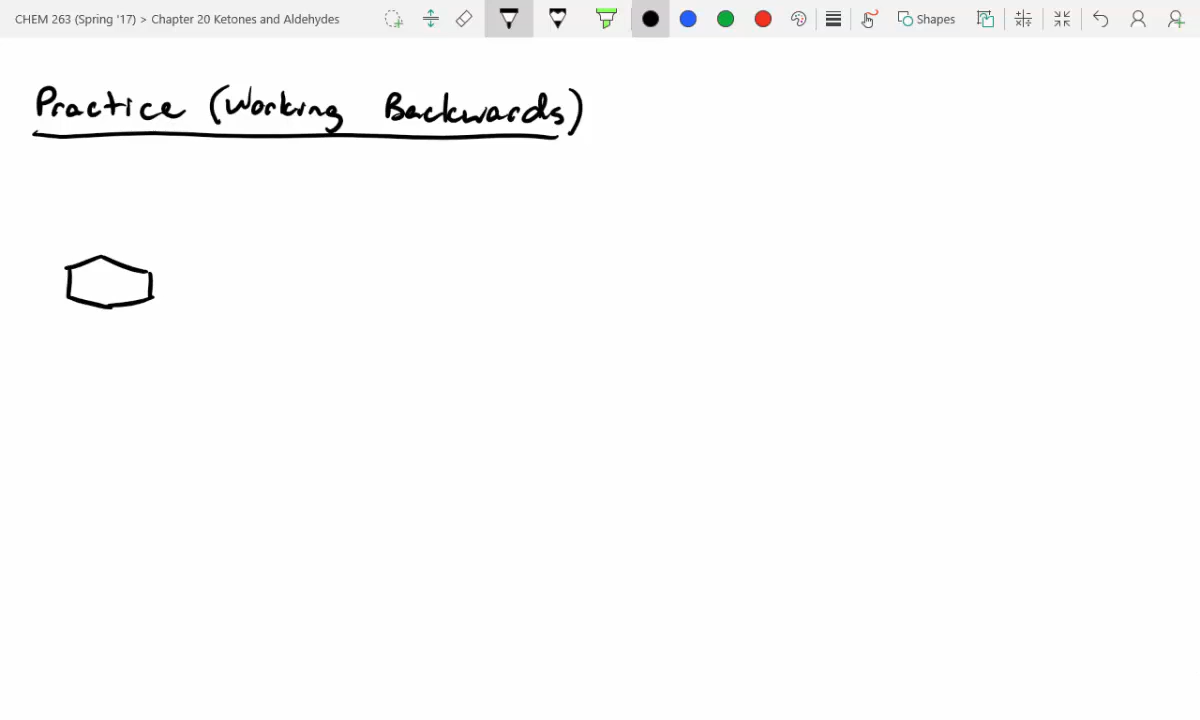 CHEM 263 (Spring '17) > Chapter 20 Ketones and Aldehydes
Shapes
Practice (Working Backwards)